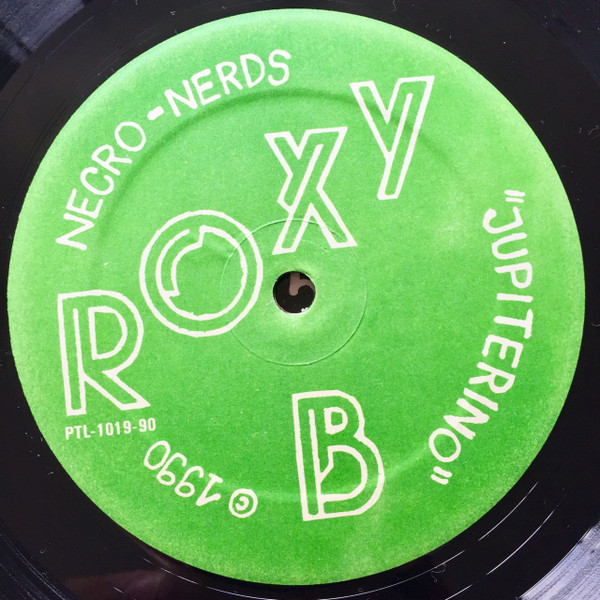 NECRO-NERDS
ROXY
"JUPITERINO"
B
PTL-1019-90
© 1990